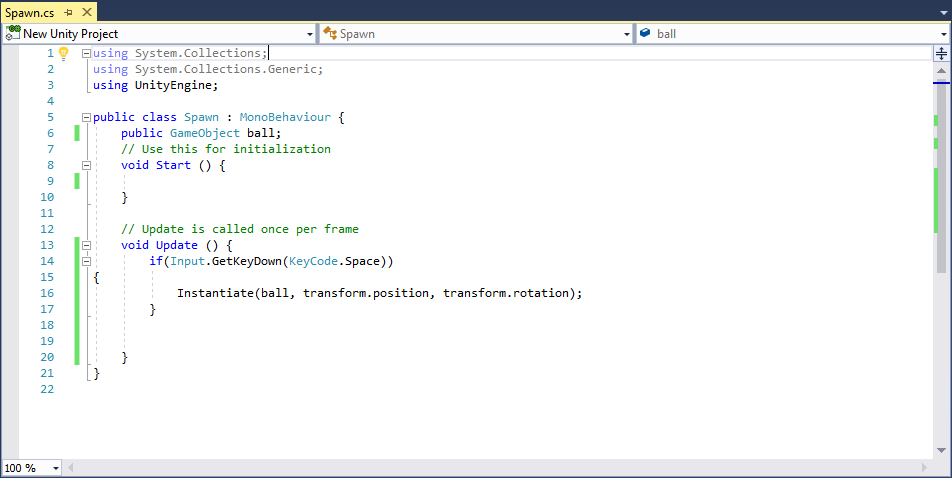 Spawn.cs
New Unity Project Spawn ball
1 using System.Collections;
2 using System.Collections.Generic;
3 using UnityEngine;
4
5 public class Spawn : MonoBehaviour {
6 public GameObject ball;
7 // Use this for initialization
8 void Start () {
9
10 }
11
12 // Update is called once per frame
13 void Update () {
14 if(Input.GetKeyDown(KeyCode.Space))
15 {
16 Instantiate(ball, transform.position, transform.rotation);
17 }
18
19
20 }
21 }
22
100 %